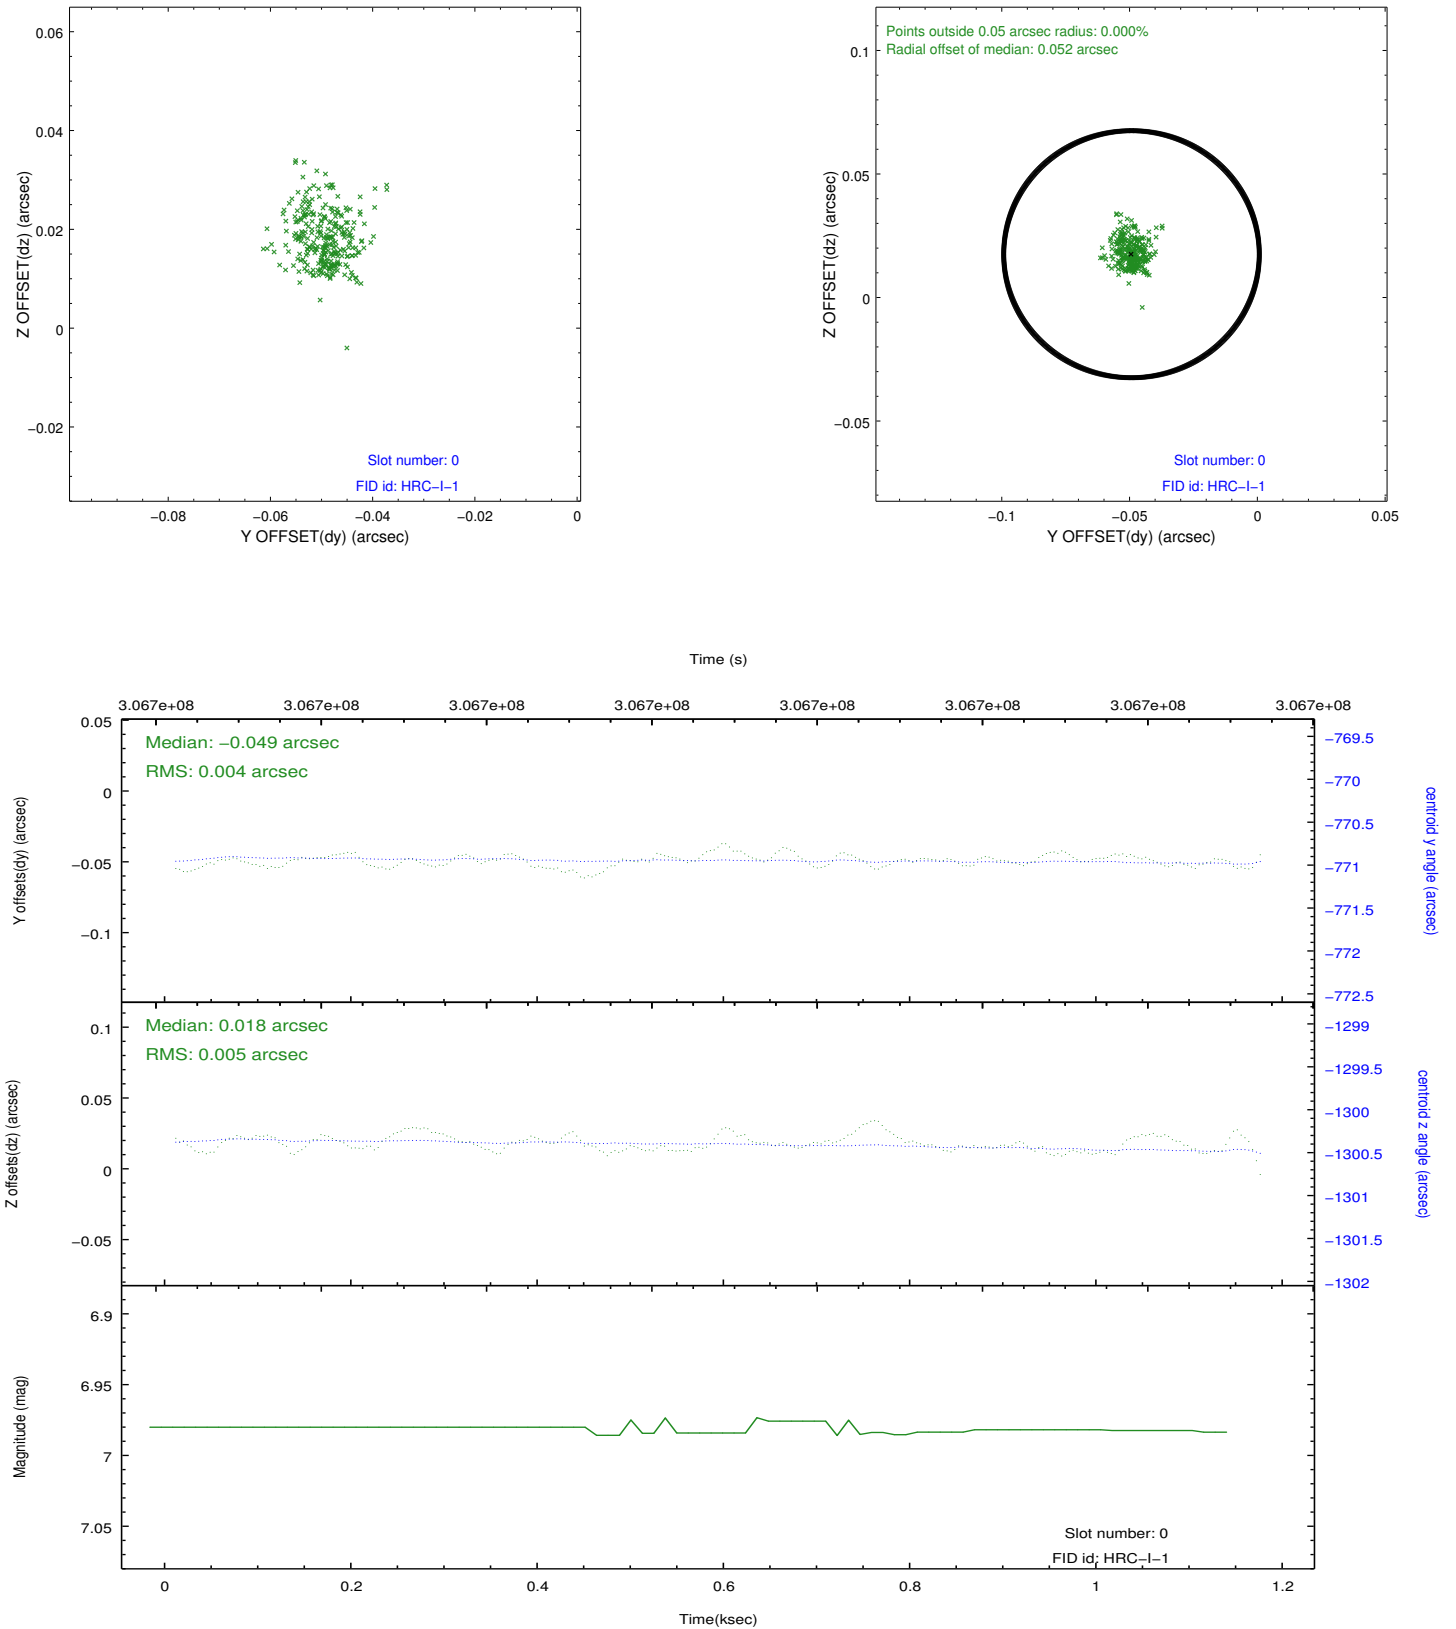 0.06
0.04
0.02
0
−0.02
Z OFFSET(dz) (arcsec)
Slot number: 0
FID id: HRC−I−1
−0.08 −0.06 −0.04 −0.02 0
Y OFFSET(dy) (arcsec)
Points outside 0.05 arcsec radius: 0.000%
Radial offset of median: 0.052 arcsec
0.1
0.05
0
−0.05
Z OFFSET(dz) (arcsec)
Slot number: 0
FID id: HRC−I−1
−0.1 −0.05 0 0.05
Y OFFSET(dy) (arcsec)
Time (s)
3.067e+08 3.067e+08 3.067e+08 3.067e+08 3.067e+08 3.067e+08 3.067e+08 3.067e+08
Median: −0.049 arcsec
RMS: 0.004 arcsec
0.05
0
−0.05
−0.1
Y offsets(dy) (arcsec)
−769.5
−770
−770.5
−771
−771.5
−772
−772.5
centroid y angle (arcsec)
Median: 0.018 arcsec
RMS: 0.005 arcsec
0.1
0.05
0
−0.05
Z offsets(dz) (arcsec)
−1299
−1299.5
−1300
−1300.5
−1301
−1301.5
−1302
centroid z angle (arcsec)
6.9
6.95
7
7.05
Magnitude (mag)
Slot number: 0
FID id: HRC−I−1
0 0.2 0.4 0.6 0.8 1 1.2
Time(ksec)